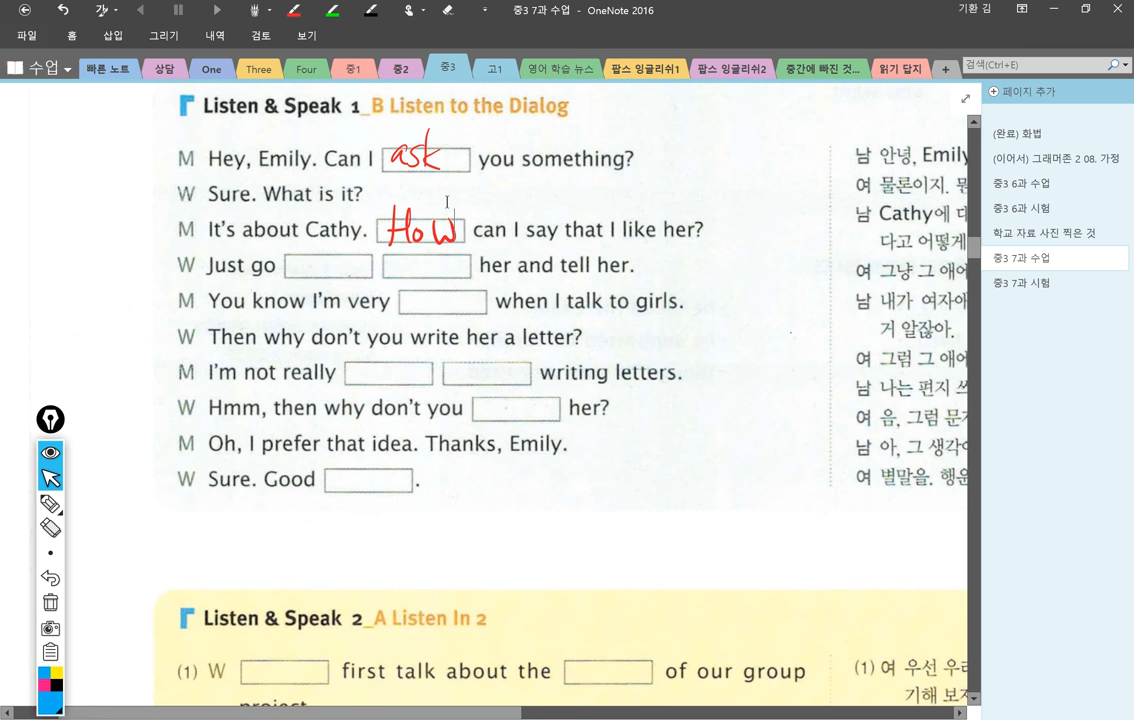 중3 7과 수업 - OneNote 2016
기환 김
파일 홈 삽입 그리기 내역 검토 보기
수업 빠른 노트 상담 One Three Four 중1 중2 중3 고1 영어 학습 뉴스 팝스 잉글리쉬1 팝스 잉글리쉬2 중간에 빠진 것... 읽기 답지 + 검색(Ctrl+E)
페이지 추가
(완료) 화법
(이어서) 그래머존 2 08. 가정
중3 6과 수업
중3 6과 시험
학교 자료 사진 찍은 것
중3 7과 수업
중3 7과 시험
Listen & Speak 1_B Listen to the Dialog
M Hey, Emily. Can I ask you something?
W Sure. What is it?
M It's about Cathy. How can I say that I like her?
W Just go her and tell her.
M You know I'm very when I talk to girls.
W Then why don't you write her a letter?
M I'm not really writing letters.
W Hmm, then why don't you her?
M Oh, I prefer that idea. Thanks, Emily.
W Sure. Good .
남 안녕, Emily
여 물론이지. 뭔
남 Cathy에 대
다고 어떻게
여 그냥 그 애에
남 내가 여자아
거 알잖아.
여 그럼 그 애에
남 나는 편지 쓰
여 음, 그럼 문
남 아, 그 생각
여 별말을. 행운
Listen & Speak 2_A Listen In 2
(1) W first talk about the of our group
project.
(1) 여 우선 우리
기해 보자